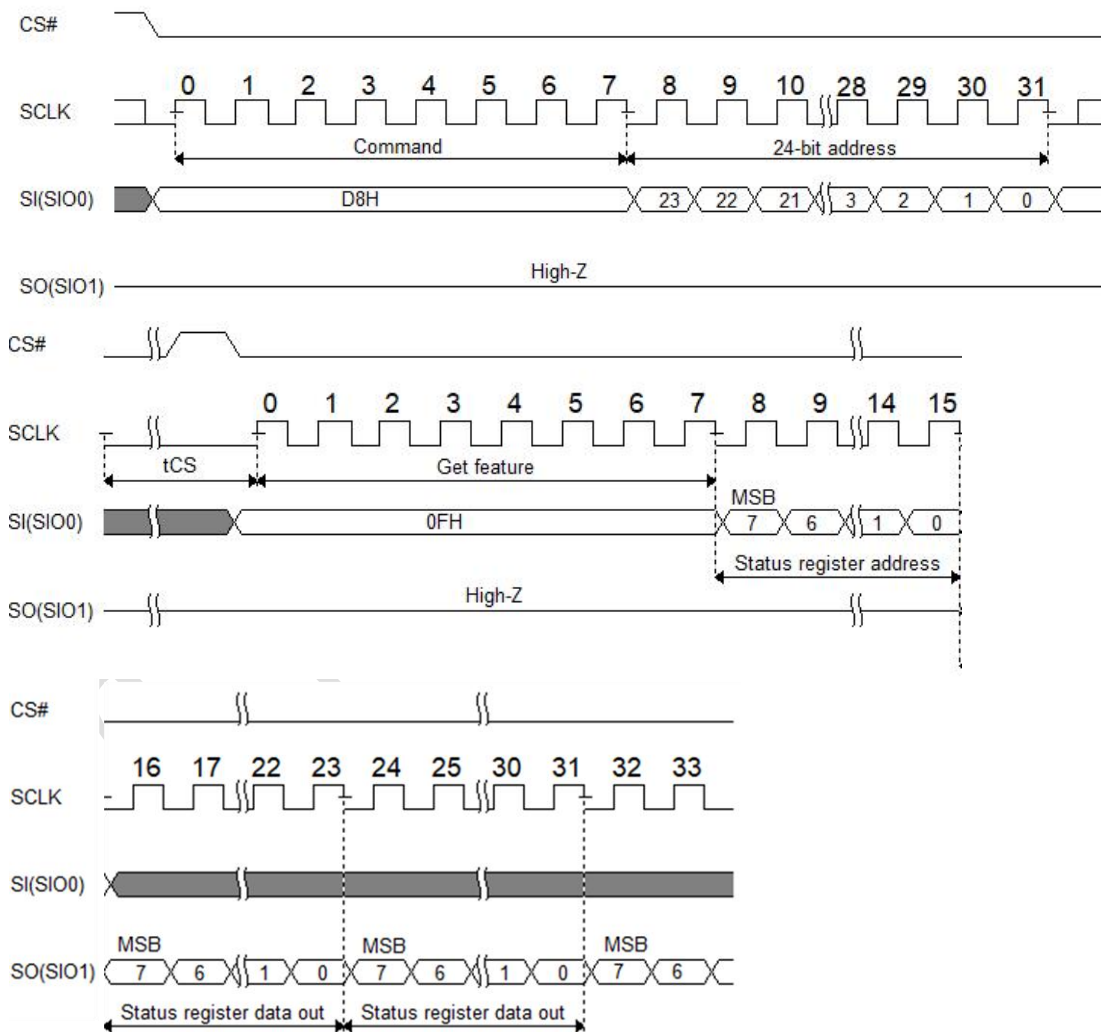 CS#
0 1 2 3 4 5 6 7 8 9 10 28 29 30 31
SCLK
Command 24-bit address
SI(SIO0) D8H 23 22 21 3 2 1 0
High-Z
SO(SIO1)
CS#
0 1 2 3 4 5 6 7 8 9 14 15
SCLK
tCS Get feature
MSB
SI(SIO0) 0FH 7 6 1 0
Status register address
High-Z
SO(SIO1)
CS#
16 17 22 23 24 25 30 31 32 33
SCLK
SI(SIO0)
MSB MSB MSB
SO(SIO1) 7 6 1 0 7 6 1 0 7 6
Status register data out Status register data out